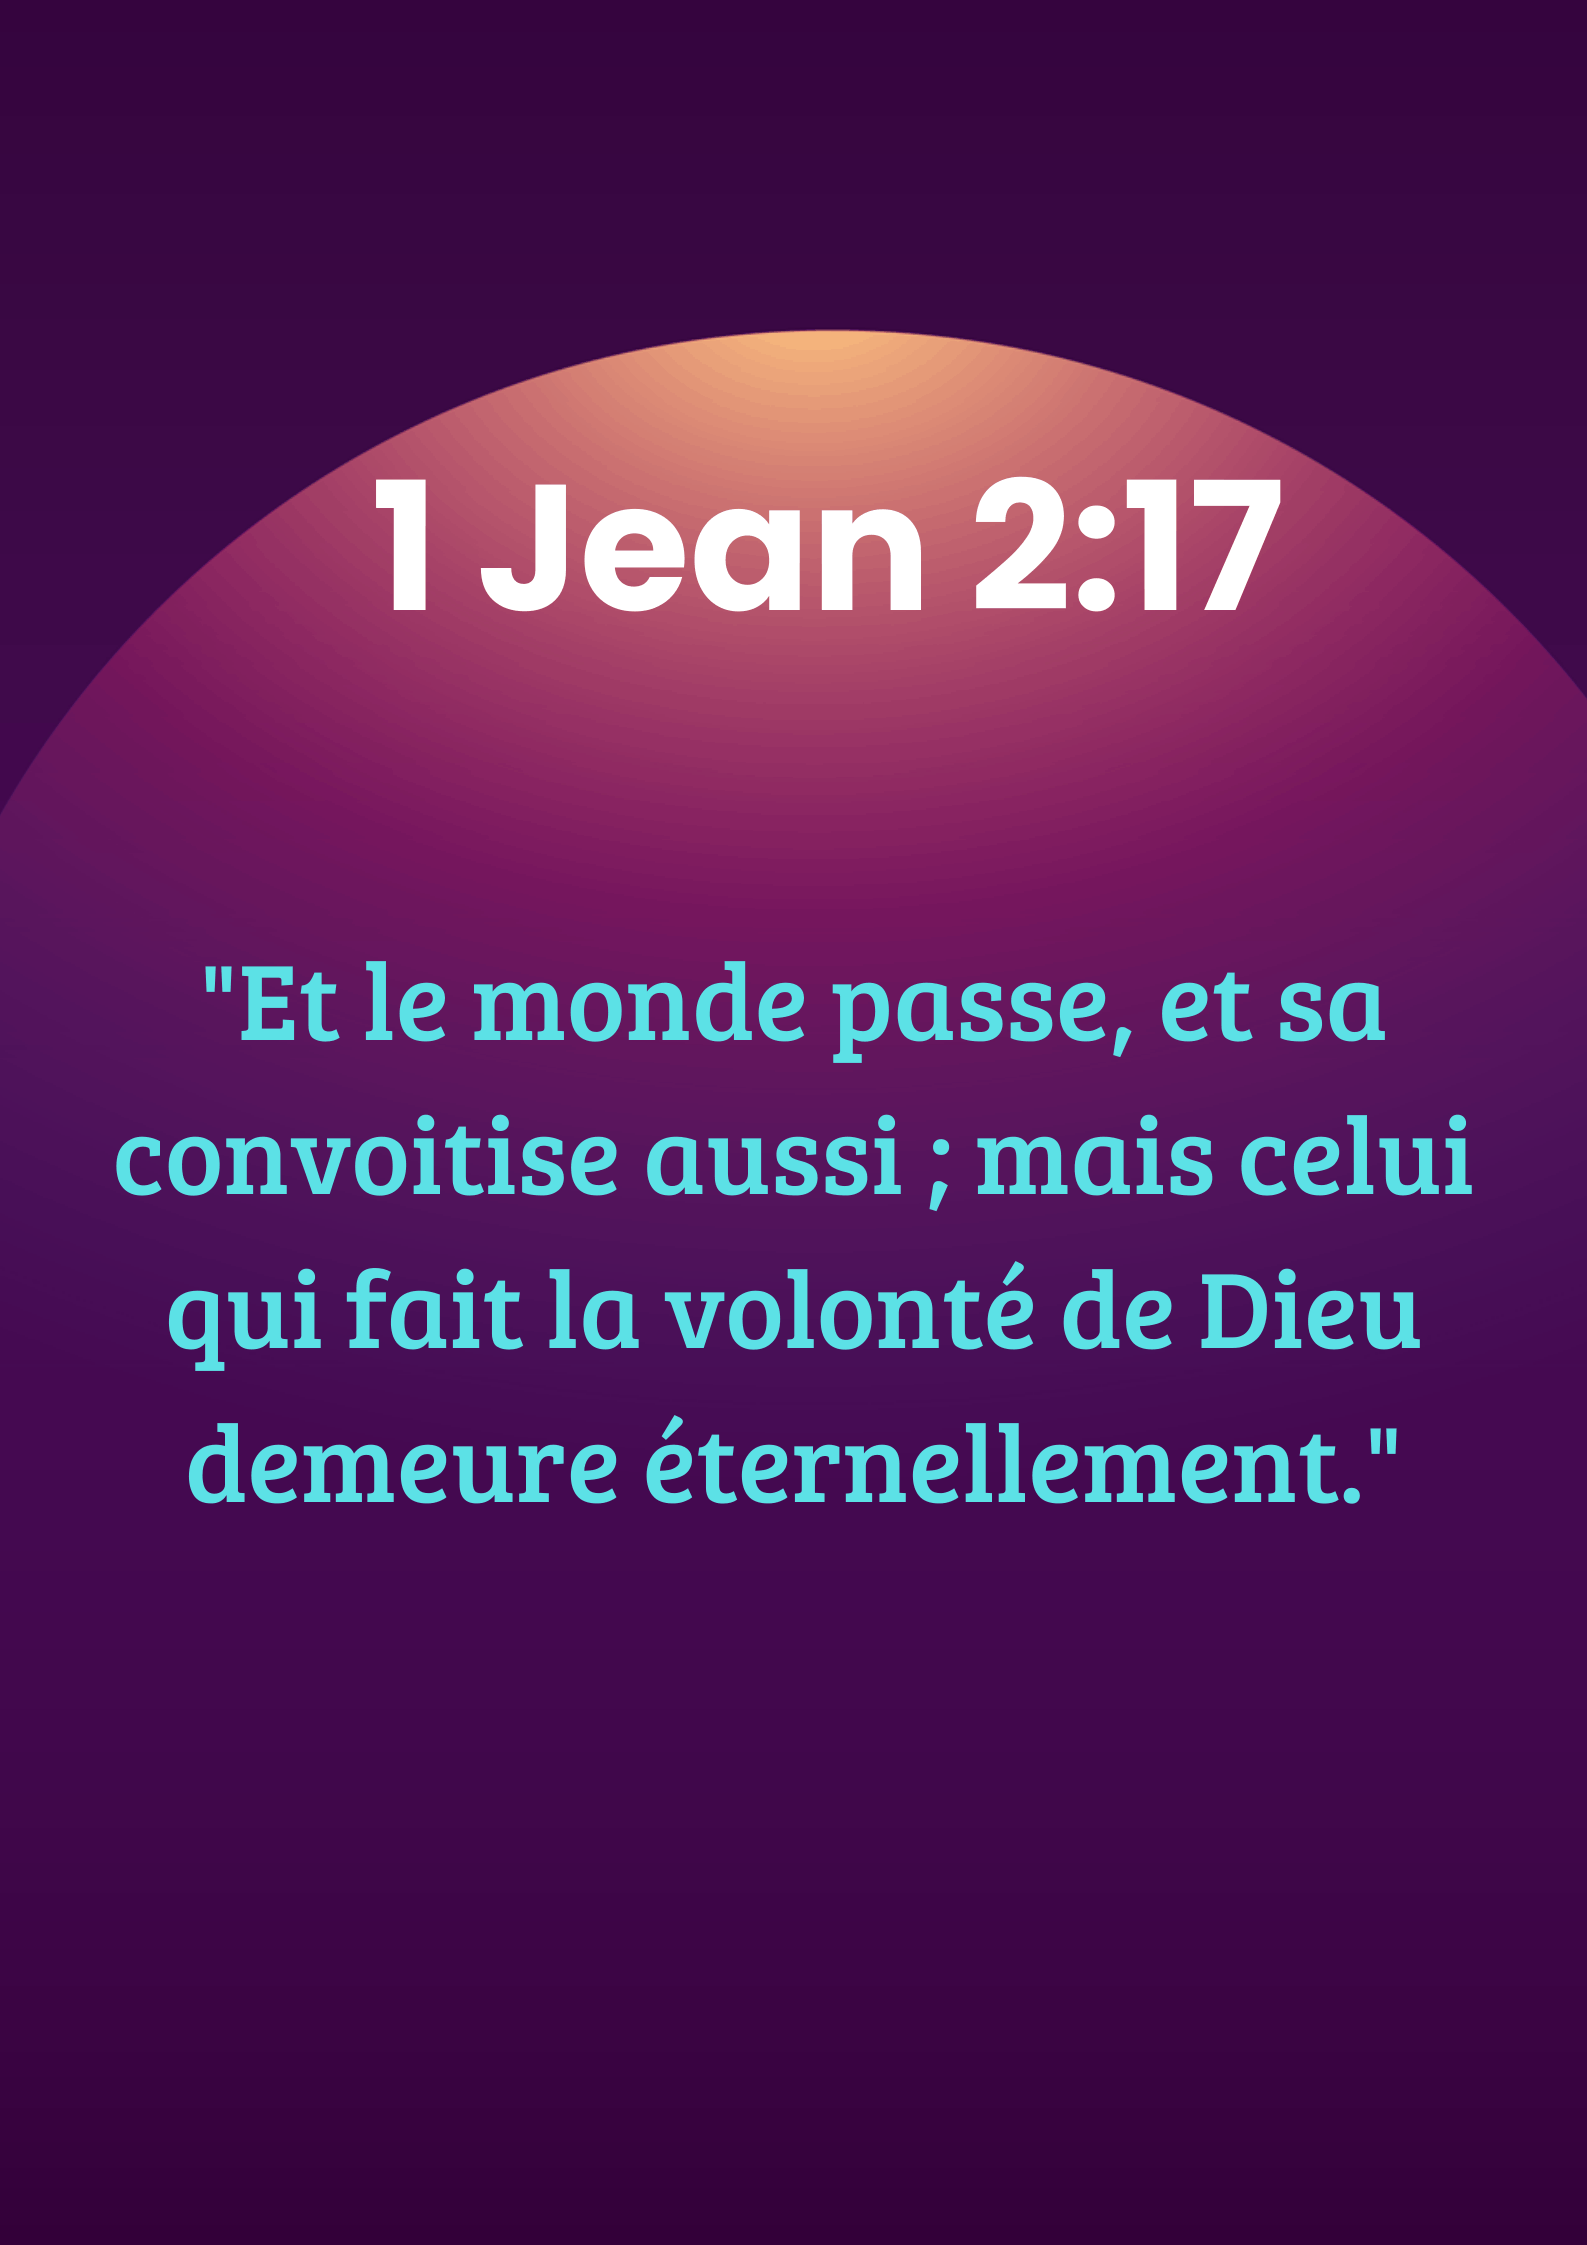 1 Jean 2:17
"Et le monde passe, et sa
convoitise aussi ; mais celui
qui fait la volonté de Dieu
demeure éternellement."